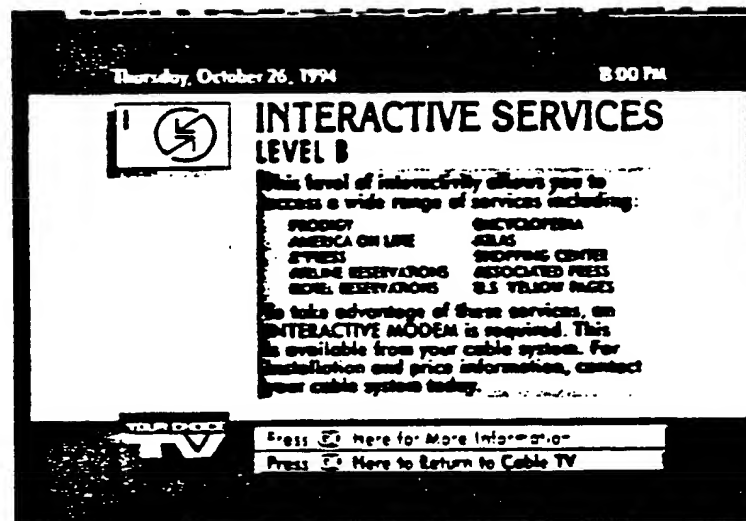 Thursday, October 26, 1994
8:00 PM
INTERACTIVE SERVICES
LEVEL B
This level of interactivity allows you to
access a wide range of services including:
PRODIGY ENCYCLOPEDIA
AMERICA ON LINE ATLAS
X*PRESS SHOPPING CENTER
AIRLINE RESERVATIONS ASSOCIATED PRESS
HOTEL RESERVATIONS U.S. YELLOW PAGES
To take advantage of these services, an
INTERACTIVE MODEM is required. This
is available from your cable system. For
installation and price information, contact
your cable system today.
YOUR CHOICE
TV
Press Here for More Information
Press Here to Return to Cable TV